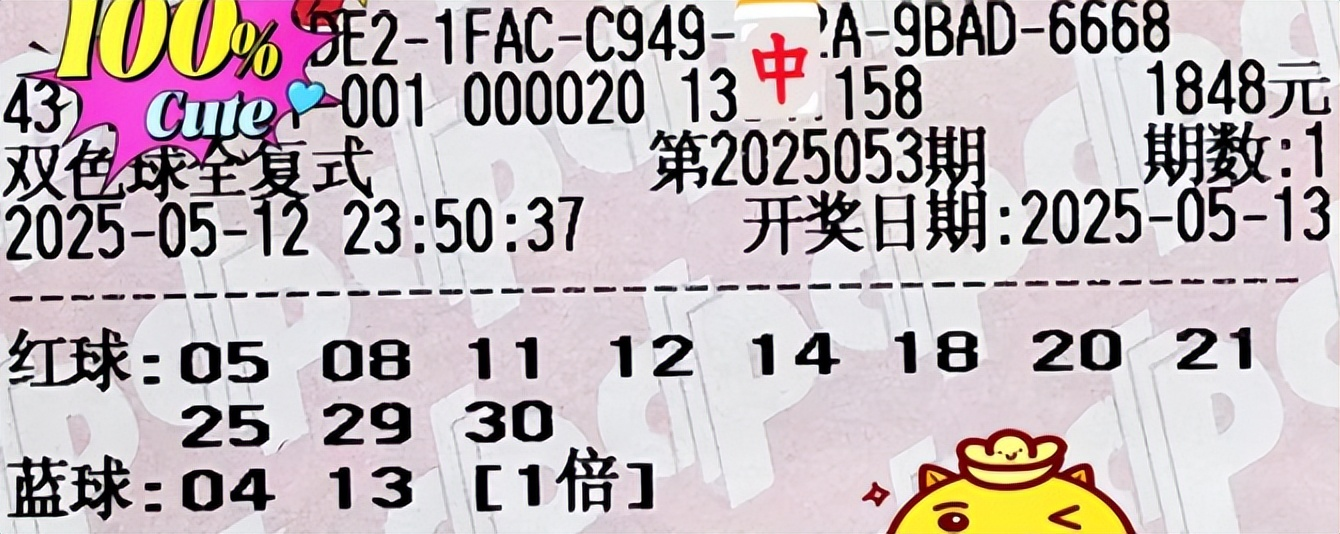 100%
Cute
中
DE2-1FAC-C949- 2A-9BAD-6668
43 -001 000020 13 158 1848元
双色球全复式 第2025053期 期数:1
2025-05-12 23:50:37 开奖日期:2025-05-13
红球:05 08 11 12 14 18 20 21
25 29 30
蓝球:04 13 [1倍]